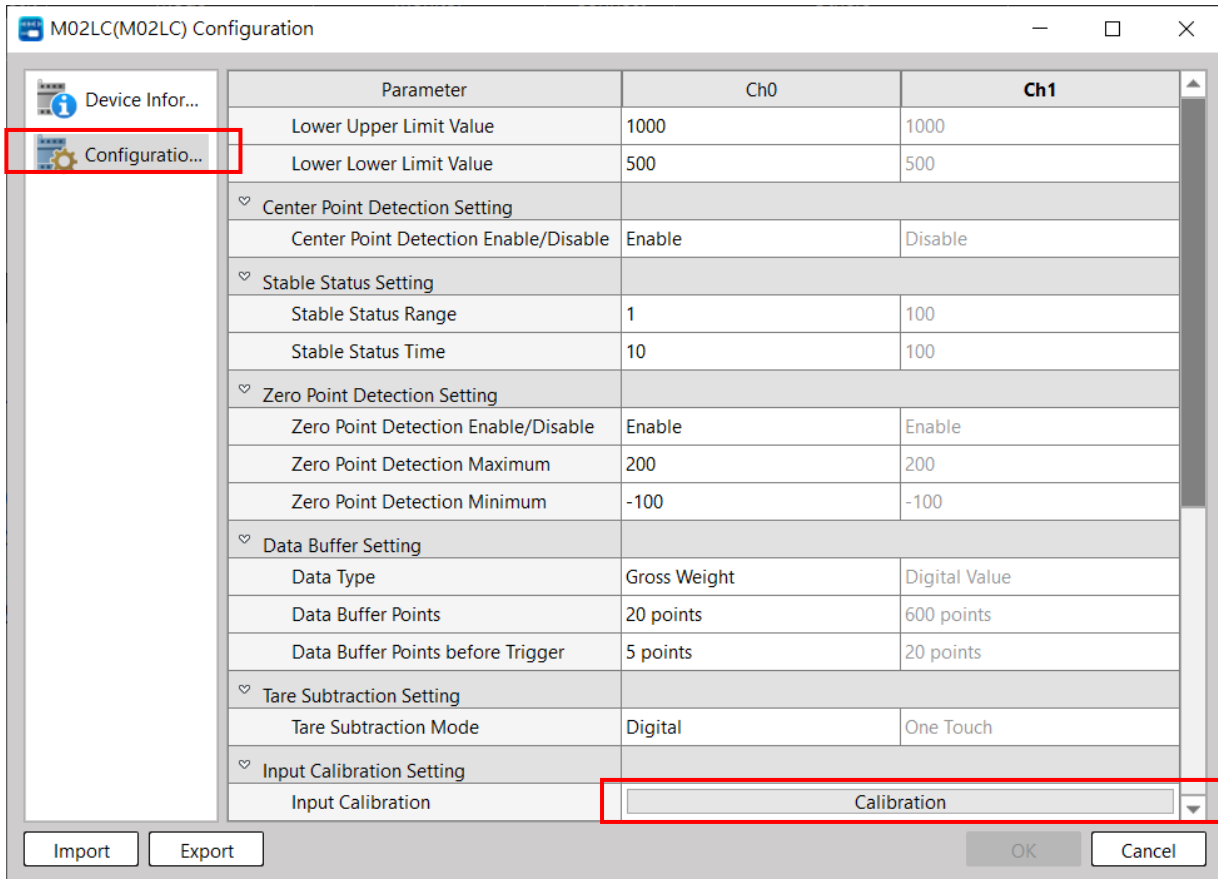 M02LC(M02LC) Configuration
Device Infor...
Configuratio...
Parameter Ch0 Ch1
Lower Upper Limit Value 1000 1000
Lower Lower Limit Value 500 500
Center Point Detection Setting
Center Point Detection Enable/Disable Enable Disable
Stable Status Setting
Stable Status Range 1 100
Stable Status Time 10 100
Zero Point Detection Setting
Zero Point Detection Enable/Disable Enable Enable
Zero Point Detection Maximum 200 200
Zero Point Detection Minimum -100 -100
Data Buffer Setting
Data Type Gross Weight Digital Value
Data Buffer Points 20 points 600 points
Data Buffer Points before Trigger 5 points 20 points
Tare Subtraction Setting
Tare Subtraction Mode Digital One Touch
Input Calibration Setting
Input Calibration Calibration
Import Export OK Cancel